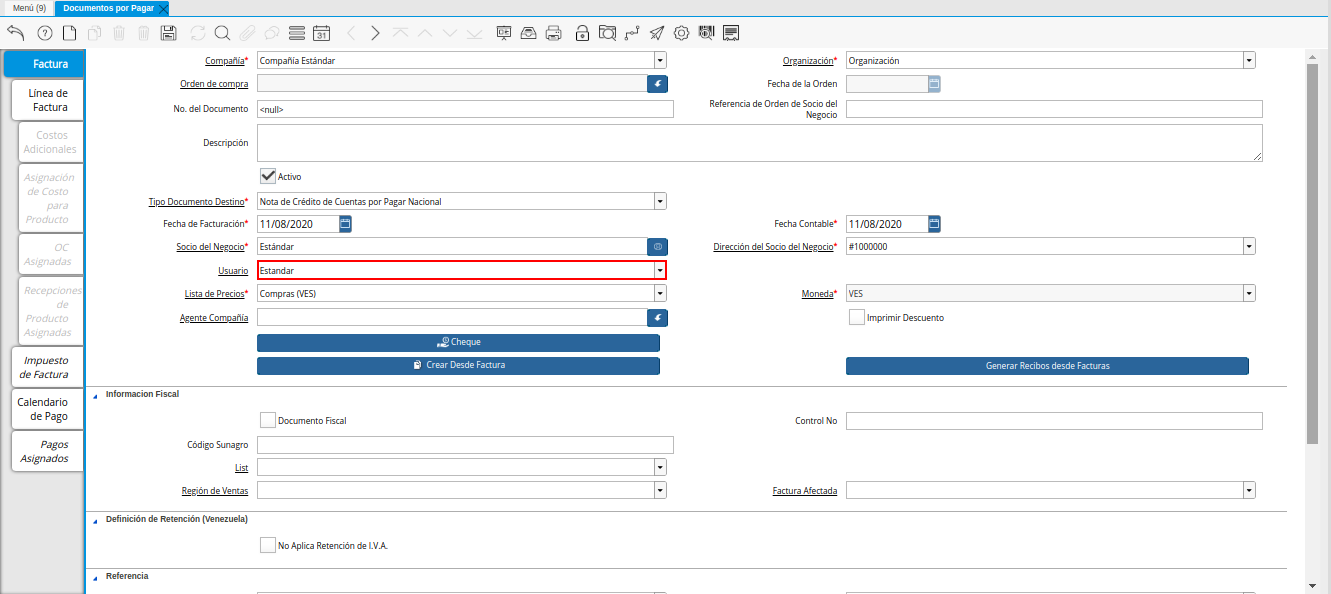 Menú (9)
Documentos por Pagar
31
Factura
Línea de
Factura
Costos
Adicionales
Asignación
de Costo
para
Producto
OC
Asignadas
Recepciones
de
Producto
Asignadas
Impuesto
de Factura
Calendario
de Pago
Pagos
Asignados
Compañía* Compañía Estándar Organización* Organización
Orden de compra Fecha de la Orden
No. del Documento <null> Referencia de Orden de Socio del
Negocio
Descripción
Activo
Tipo Documento Destino* Nota de Crédito de Cuentas por Pagar Nacional
Fecha de Facturación* 11/08/2020 Fecha Contable* 11/08/2020
Socio del Negocio* Estándar Dirección del Socio del Negocio* #1000000
Usuario Estandar
Lista de Precios* Compras (VES) Moneda* VES
Agente Compañía Imprimir Descuento
Cheque
Crear Desde Factura Generar Recibos desde Facturas
Informacion Fiscal
Documento Fiscal Control No
Código Sunagro
List
Región de Ventas Factura Afectada
Definición de Retención (Venezuela)
No Aplica Retención de I.V.A.
Referencia